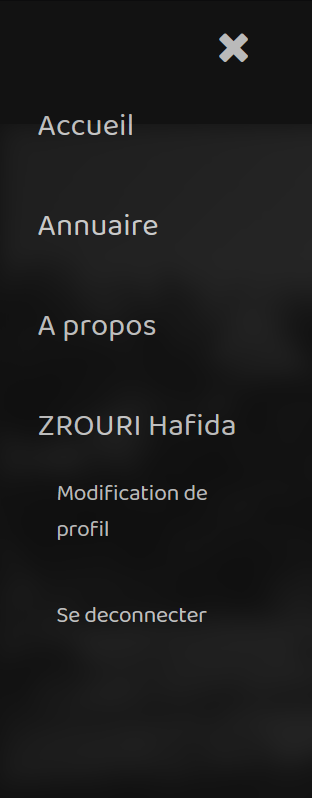 Accueil
Annuaire
A propos
ZROURI Hafida
Modification de
profil
Se deconnecter